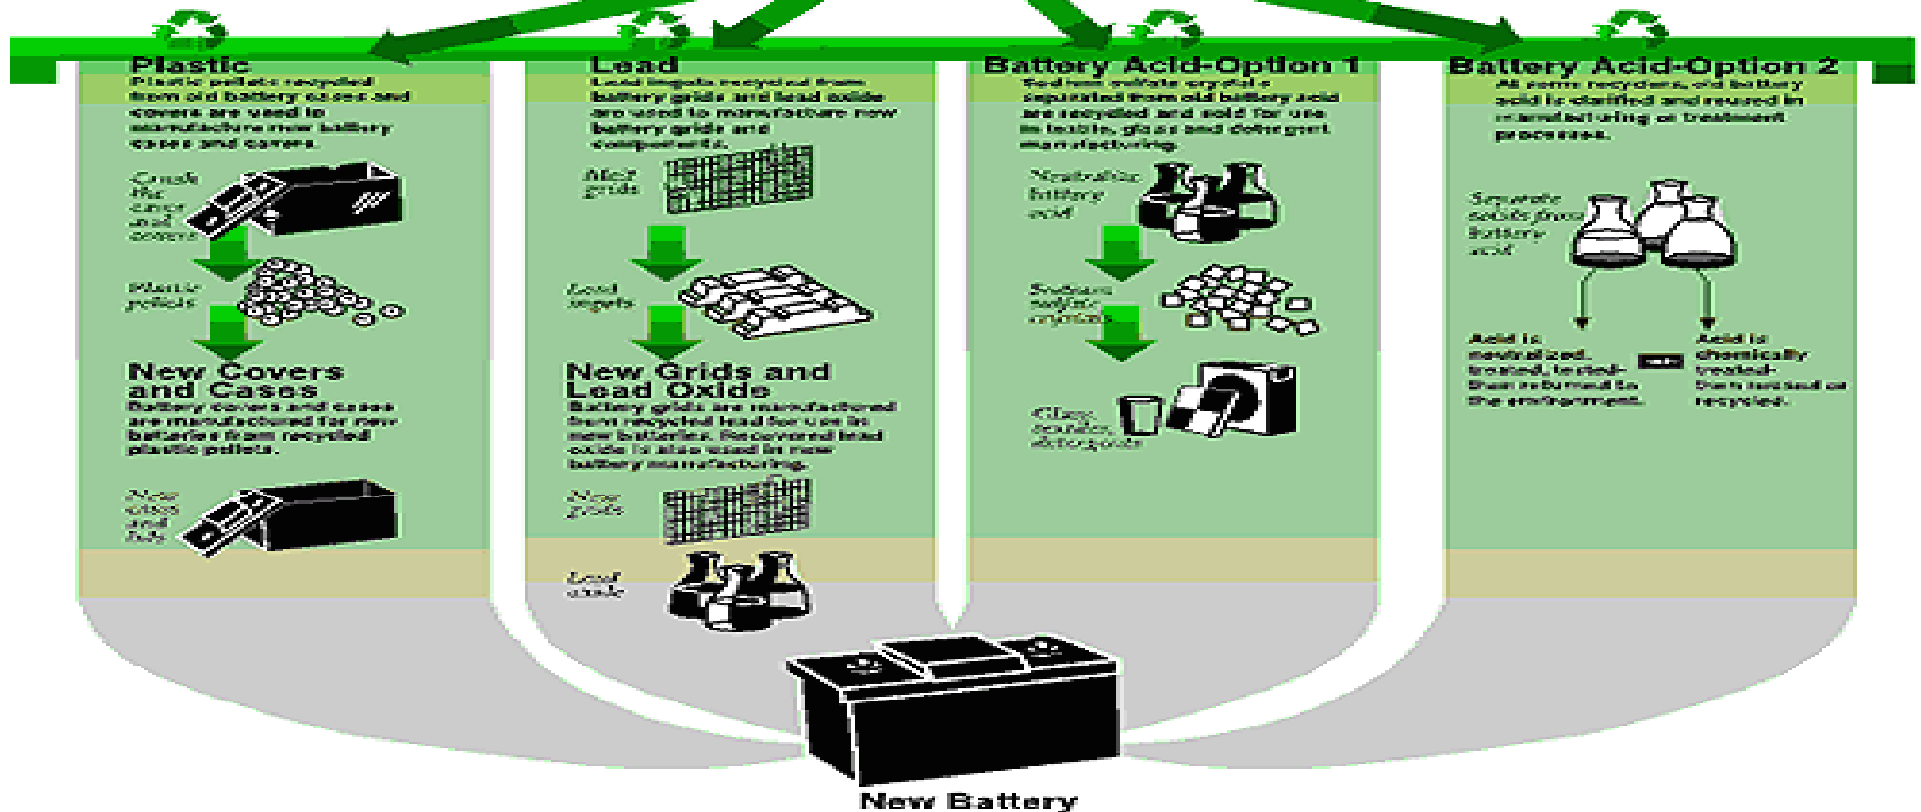 Plastic
Plastic pellets recycled
from old battery cases and
covers are used to
manufacture new battery
cases and covers.
Crush
the
cases
and
covers
Plastic
pellets
New Covers
and Cases
Battery covers and cases
are manufactured for new
batteries from recycled
plastic pellets.
New
cases
and
lids
Lead
Lead ingots recycled from
battery grids and lead oxide
are used to manufacture new
battery grids and
components.
Melt
grids
Lead
ingots
New Grids and
Lead Oxide
Battery grids are manufactured
from recycled lead for use in
new batteries. Recovered lead
oxide is also used in new
battery manufacturing.
New
grids
Lead
oxide
Battery Acid-Option 1
Sodium sulfate crystals
separated from old battery acid
are recycled and sold for use
in textile, glass and detergent
manufacturing.
Neutralize
battery
acid
Sodium
sulfate
crystals
Glass,
textiles,
detergents
Battery Acid-Option 2
At some recyclers, old battery
acid is clarified and reused in
manufacturing or treatment
processes.
Separate
battery
acid
Acid is
neutralized,
treated, tested-
then returned to
the environment.
Acid is
chemically
treated-
then reused or
recycled.
New Battery